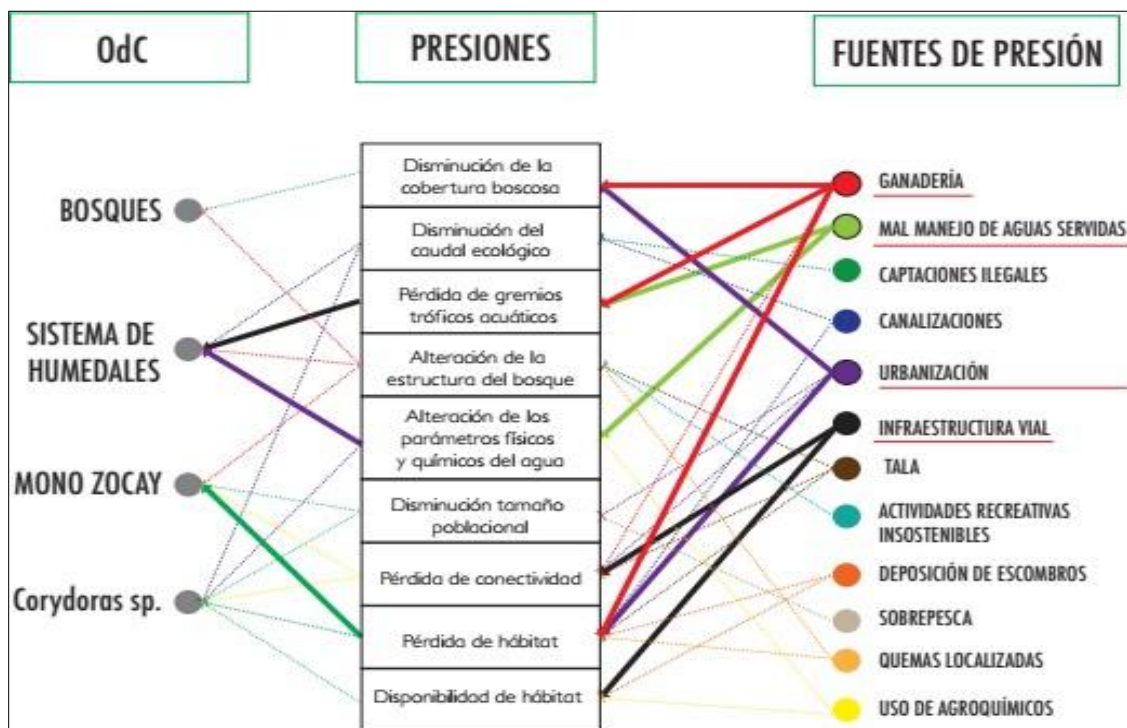 OdC
PRESIONES
FUENTES DE PRESIÓN
BOSQUES
SISTEMA DE
HUMEDALES
MONO ZOCAY
Corydoras sp.
Disminución de la
cobertura boscosa
Disminución del
caudal ecológico
Pérdida de gremios
tróficos acuáticos
Alteración de la
estructura del bosque
Alteración de los
parámetros físicos
y químicos del agua
Disminución tamaño
poblacional
Pérdida de conectividad
Pérdida de hábitat
Disponibilidad de hábitat
GANADERÍA
MAL MANEJO DE AGUAS SERVIDAS
CAPTACIONES ILEGALES
CANALIZACIONES
URBANIZACIÓN
INFRAESTRUCTURA VIAL
TALA
ACTIVIDADES RECREATIVAS
INSOSTENIBLES
DEPOSICIÓN DE ESCOMBROS
SOBREPESCA
QUEMAS LOCALIZADAS
USO DE AGROQUÍMICOS